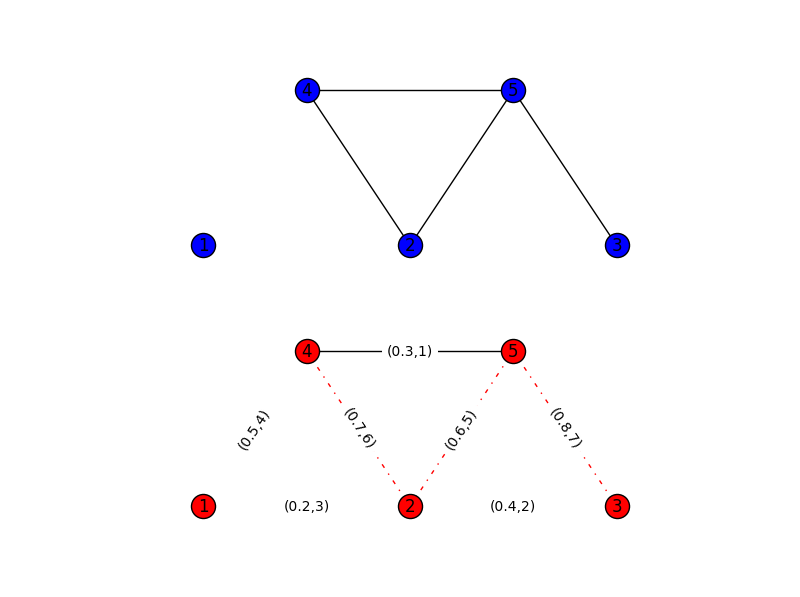 4 5
1 2 3
4 (0.3,1) 5
(0.5,4) (0.7,6) (0.6,5) (0.8,7)
1 (0.2,3) 2 (0.4,2) 3